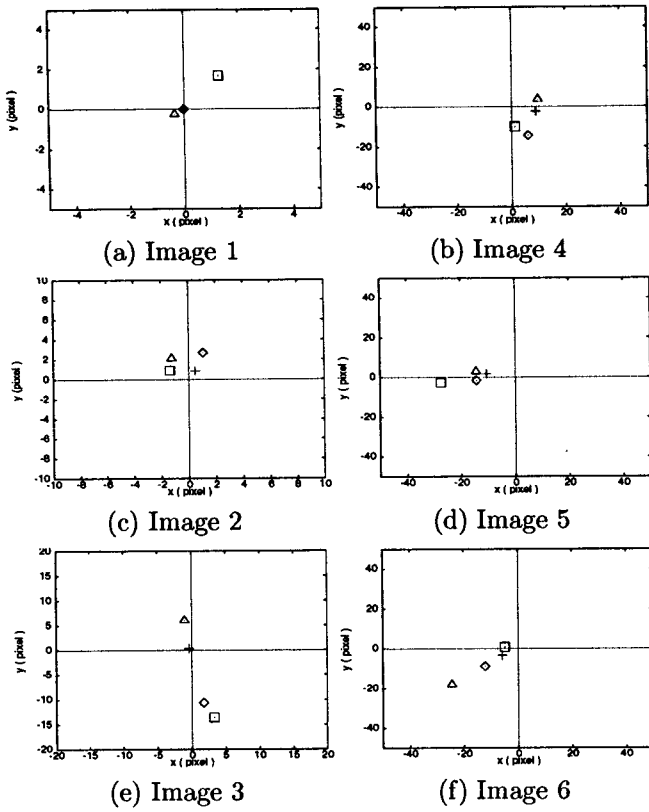 4
2
0
-2
-4
y (pixel)
-4 -2 0 2 4
x ( pixel )
(a) Image 1
40
20
0
-20
-40
y ( pixel )
-40 -20 0 20 40
x ( pixel )
(b) Image 4
10
8
6
4
2
0
-2
-4
-6
-8
-10
y ( pixel )
-10 -8 -6 -4 -2 0 2 4 6 8 10
x ( pixel )
(c) Image 2
40
20
0
-20
-40
y ( pixel )
-40 -20 0 20 40
x ( pixel )
(d) Image 5
20
15
10
5
0
-5
-10
-15
-20
y ( pixel )
-20 -15 -10 -5 0 5 10 15 20
x ( pixel )
(e) Image 3
40
20
0
-20
-40
y ( pixel )
-40 -20 0 20 40
x ( pixel )
(f) Image 6